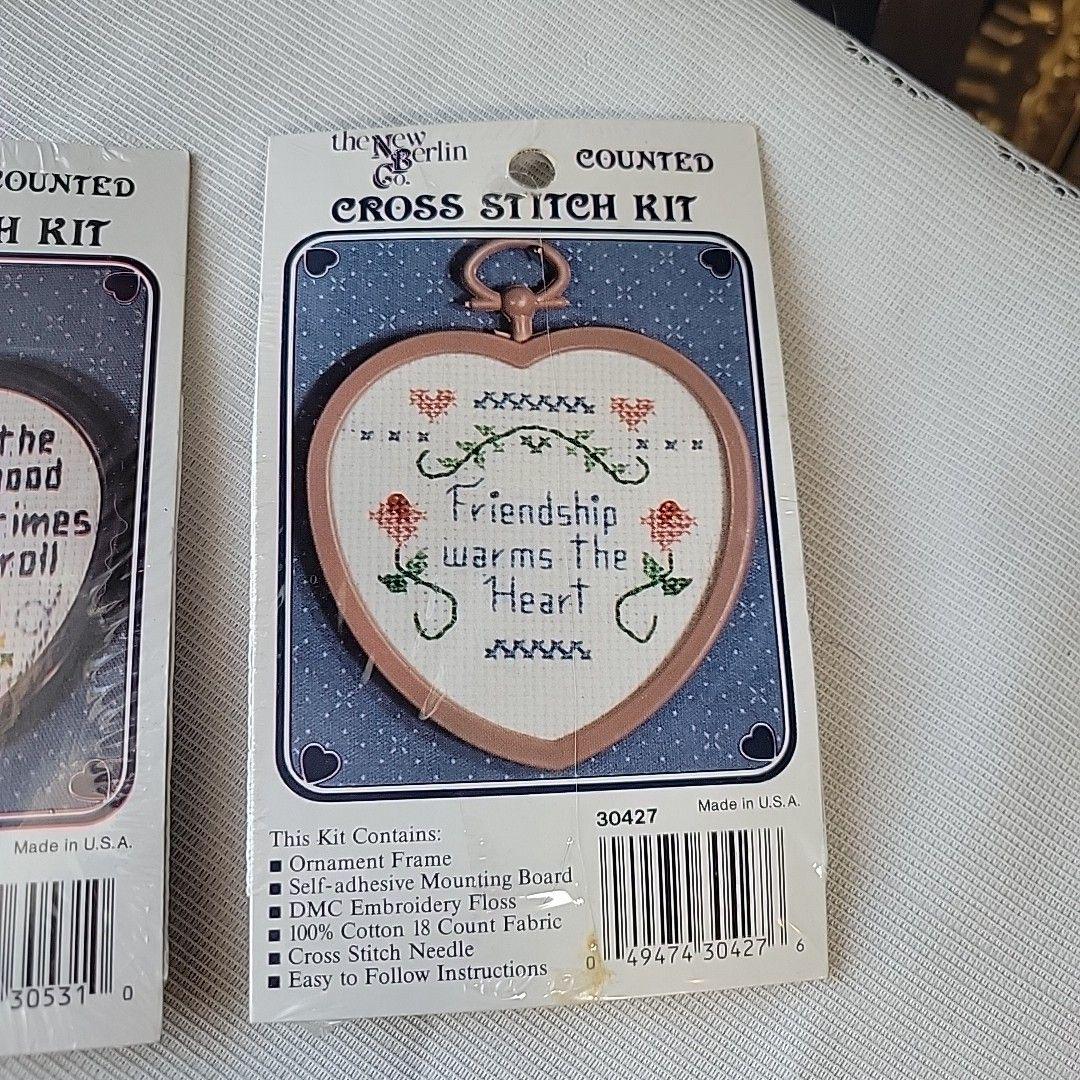 COUNTED
H KIT
the
ood
imes
roll
Made in U.S.A.
30531 0
the New
Berlin
Co.
COUNTED
CROSS STITCH KIT
Friendship
warms the
Heart
30427
Made in U.S.A.
This Kit Contains:
■ Ornament Frame
■ Self-adhesive Mounting Board
■ DMC Embroidery Floss
■ 100% Cotton 18 Count Fabric
■ Cross Stitch Needle
■ Easy to Follow Instructions
0 49474 30427 6